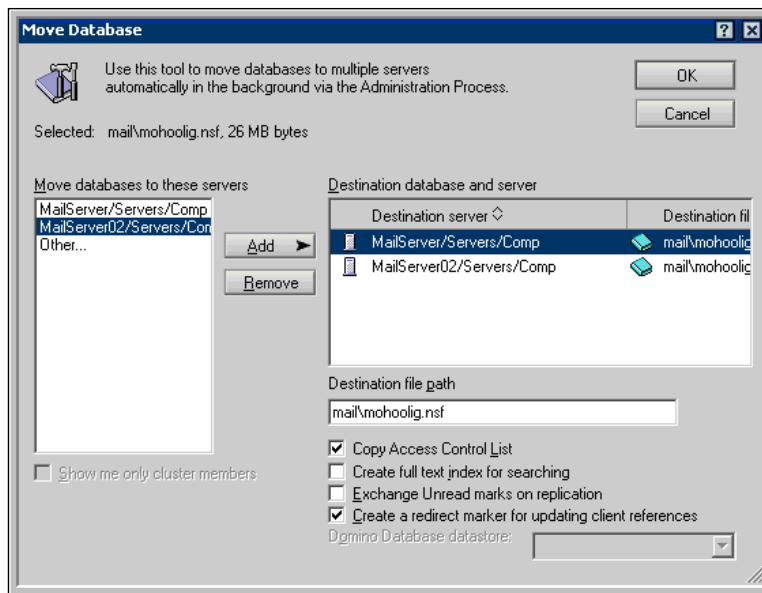 Move Database
Use this tool to move databases to multiple servers
automatically in the background via the Administration Process.
OK
Cancel
Selected: mail\mohoolig.nsf, 26 MB bytes
Move databases to these servers
MailServer/Servers/Comp
MailServer02/Servers/Com
Other...
Add
Remove
Show me only cluster members
Destination database and server
Destination server Destination fil
MailServer/Servers/Comp mail\mohoolig
MailServer02/Servers/Comp mail\mohoolig
Destination file path
mail\mohoolig.nsf
Copy Access Control List
Create full text index for searching
Exchange Unread marks on replication
Create a redirect marker for updating client references
Domino Database datastore: